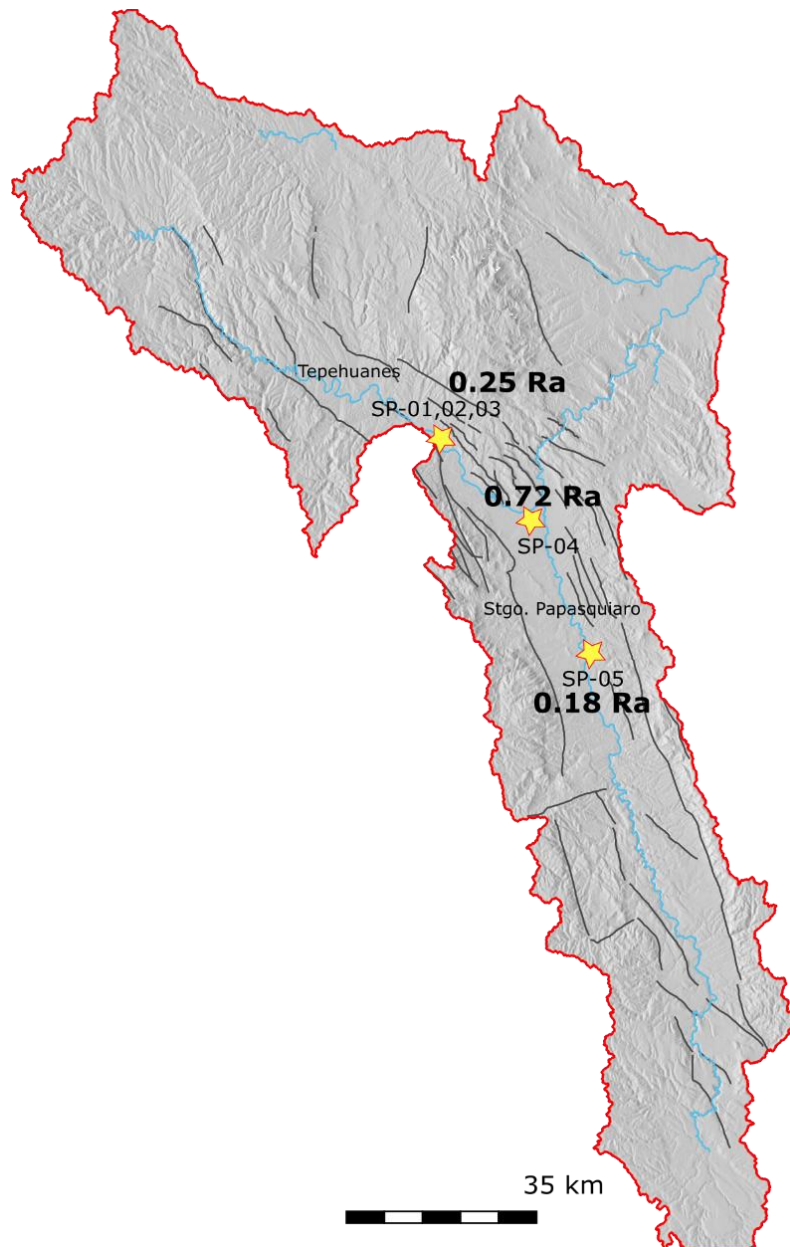 Tepehuanes
0.25 Ra
SP-01,02,03
0.72 Ra
SP-04
Stgo. Papasquiaro
SP-05
0.18 Ra
35 km